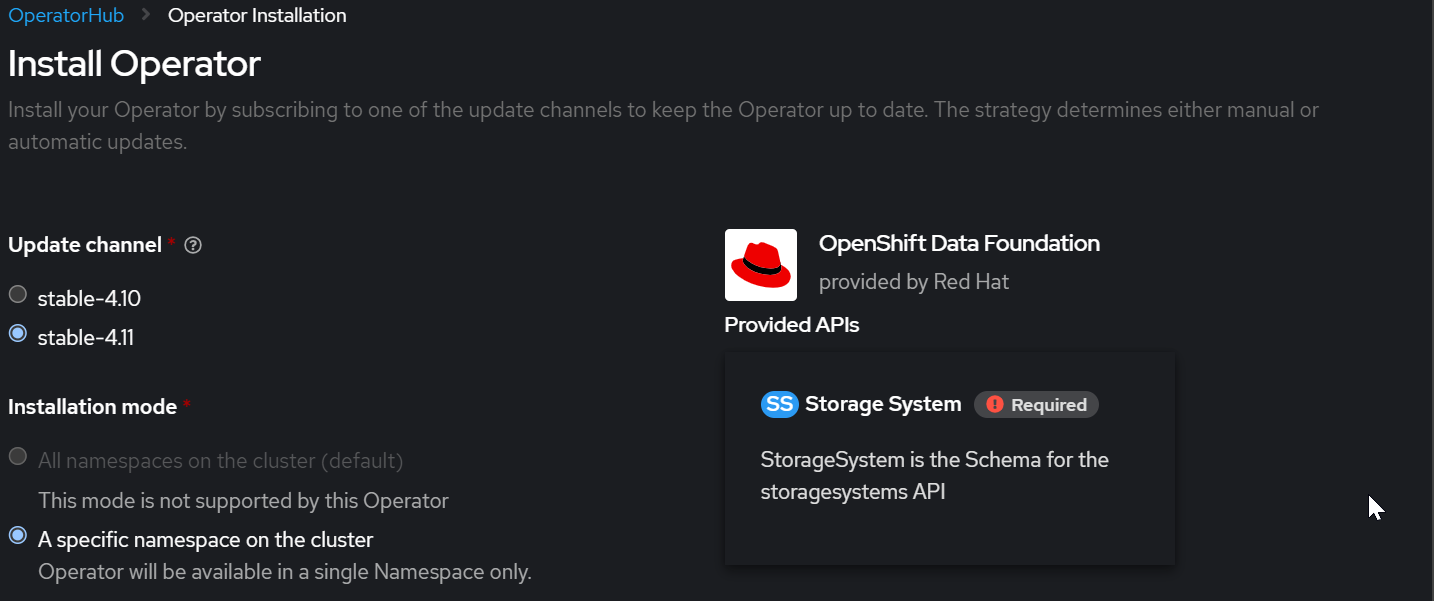 OperatorHub > Operator Installation
Install Operator
Install your Operator by subscribing to one of the update channels to keep the Operator up to date. The strategy determines either manual or
automatic updates.
Update channel * ?
stable-4.10
stable-4.11
Installation mode *
All namespaces on the cluster (default)
This mode is not supported by this Operator
A specific namespace on the cluster
Operator will be available in a single Namespace only.
OpenShift Data Foundation
provided by Red Hat
Provided APIs
SS Storage System ! Required
StorageSystem is the Schema for the
storagesystems API